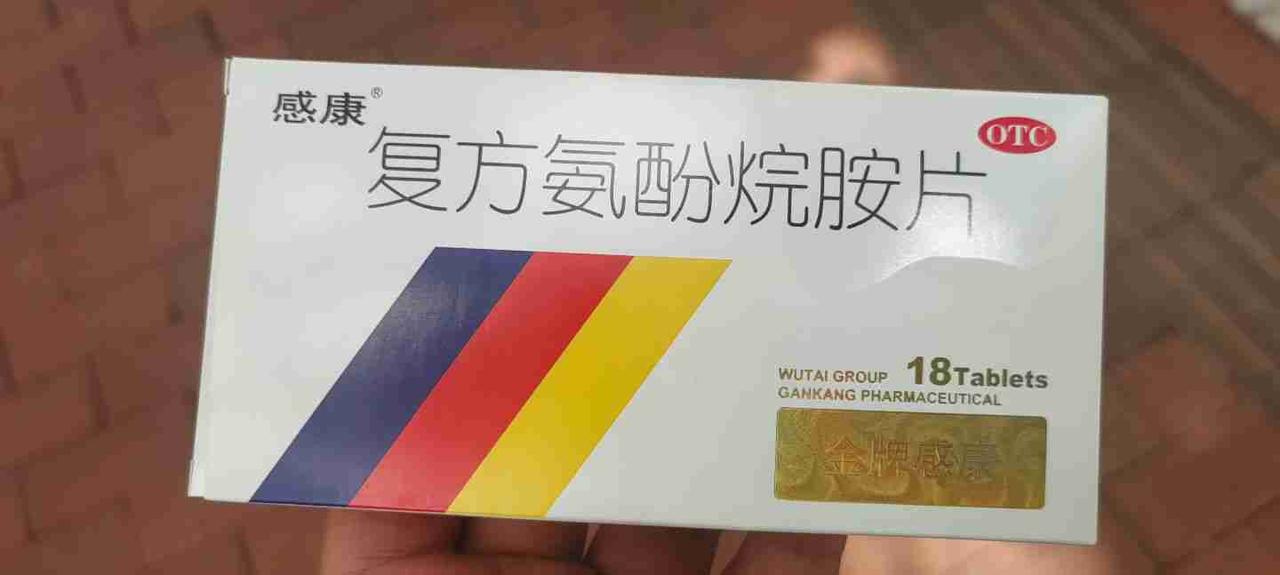 感康®
OTC
复方氨酚烷胺片
WUTAI GROUP 18Tablets
GANKANG PHARMACEUTICAL
金牌感康